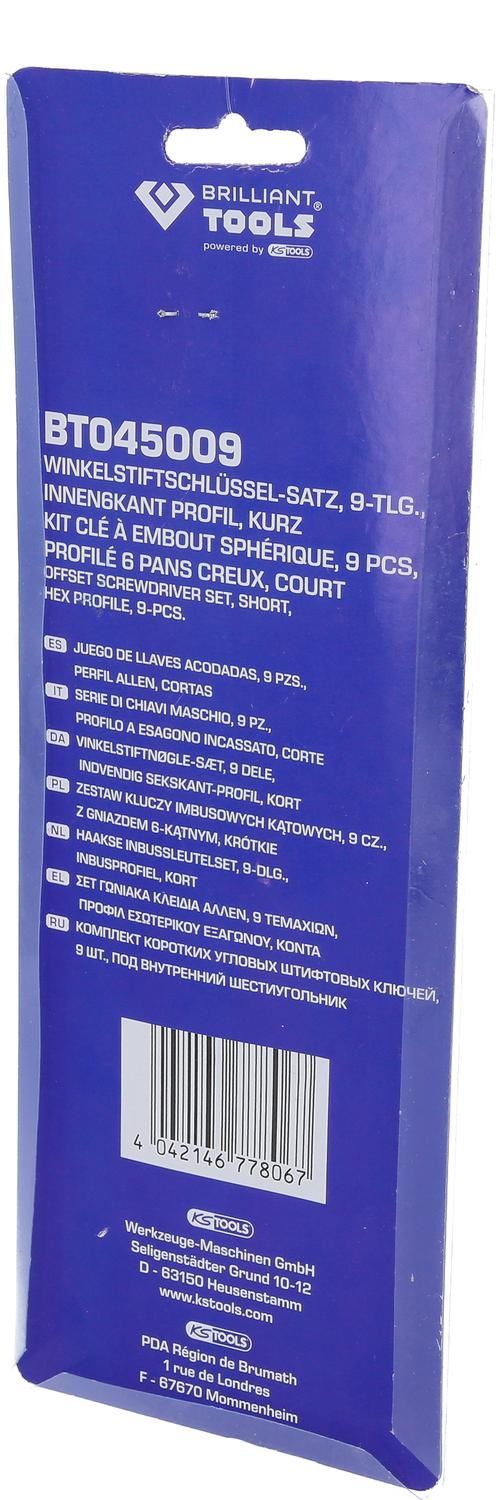 BRILLIANT®
TOOLS
powered by KSTOOLS
BT045009
WINKELSTIFTSCHLÜSSEL-SATZ, 9-TLG.,
INNEN6KANT PROFIL, KURZ
KIT CLÉ À EMBOUT SPHÉRIQUE, 9 PCS,
PROFILÉ 6 PANS CREUX, COURT
OFFSET SCREWDRIVER SET, SHORT,
HEX PROFILE, 9-PCS.
ES JUEGO DE LLAVES ACODADAS, 9 PZS.,
PERFIL ALLEN, CORTAS
IT SERIE DI CHIAVI MASCHIO, 9 PZ.,
PROFILO A ESAGONO INCASSATO, CORTE
DA VINKELSTIFTNØGLE-SÆT, 9 DELE,
INDVENDIG SEKSKANT-PROFIL, KORT
PL ZESTAW KLUCZY IMBUSOWYCH KĄTOWYCH, 9 CZ.,
Z GNIAZDEM 6-KĄTNYM, KRÓTKIE
NL HAAKSE INBUSSLEUTELSET, 9-DLG.,
INBUSPROFIEL, KORT
EL ΣΕΤ ΓΩΝΙΑΚΑ ΚΛΕΙΔΙΑ ΑΛΛΕΝ, 9 ΤΕΜΑΧΙΩΝ,
ΠΡΟΦΙΛ ΕΣΩΤΕΡΙΚΟΥ ΕΞΑΓΩΝΟΥ, ΚΟΝΤΑ
RU КОМПЛЕКТ КОРОТКИХ УГЛОВЫХ ШТИФТОВЫХ КЛЮЧЕЙ,
9 ШТ., ПОД ВНУТРЕННИЙ ШЕСТИУГОЛЬНИК
4 042146 778067
KSTOOLS
Werkzeuge-Maschinen GmbH
Seligenstädter Grund 10-12
D - 63150 Heusenstamm
www.kstools.com
KSTOOLS
PDA Région de Brumath
1 rue de Londres
F - 67670 Mommenheim